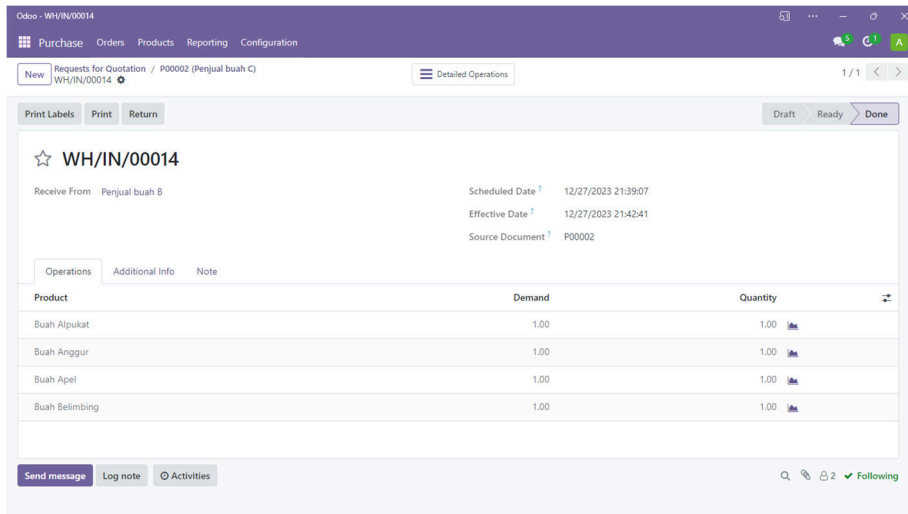 Odoo - WH/IN/00014
Purchase Orders Products Reporting Configuration 5 1 A
New Requests for Quotation / P00002 (Penjual buah C)
WH/IN/00014
Detailed Operations
1 / 1
Print Labels Print Return Draft Ready Done
WH/IN/00014
Receive From Penjual buah B
Scheduled Date ? 12/27/2023 21:39:07
Effective Date ? 12/27/2023 21:42:41
Source Document ? P00002
Operations Additional Info Note
Product Demand Quantity
Buah Alpukat 1.00 1.00
Buah Anggur 1.00 1.00
Buah Apel 1.00 1.00
Buah Belimbing 1.00 1.00
Send message Log note Activities 2 Following